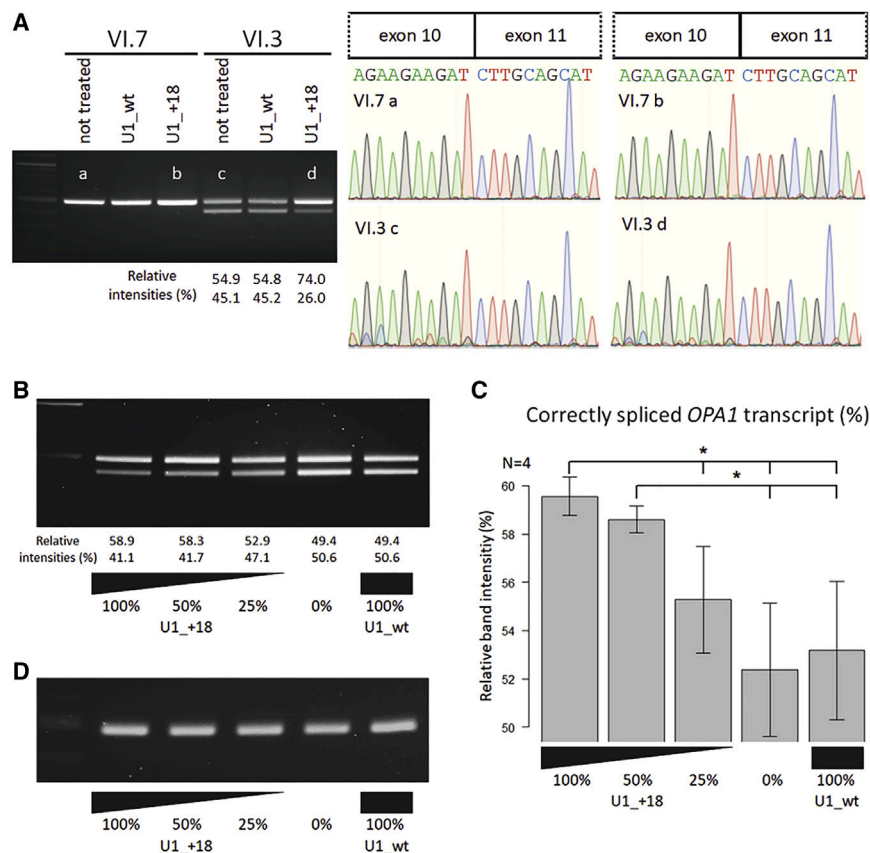 A
VI.7
VI.3
not treated
U1_wt
U1_+18
not treated
U1_wt
U1_+18
a
b
c
d
Relative intensities (%)
54.9 54.8 74.0
45.1 45.2 26.0
exon 10
exon 11
AGAAGAAGAT CTTGCAGCAT
VI.7 a
VI.3 c
exon 10
exon 11
AGAAGAAGAT CTTGCAGCAT
VI.7 b
VI.3 d
B
Relative intensities (%)
58.9 58.3 52.9 49.4 49.4
41.1 41.7 47.1 50.6 50.6
100% 50% 25% 0% 100%
U1_+18 U1_wt
C
Correctly spliced OPA1 transcript (%)
N=4
*
*
Relative band intensitiy (%)
60
58
56
54
52
50
100% 50% 25% 0% 100%
U1_+18 U1_wt
D
100% 50% 25% 0% 100%
U1_+18 U1_wt